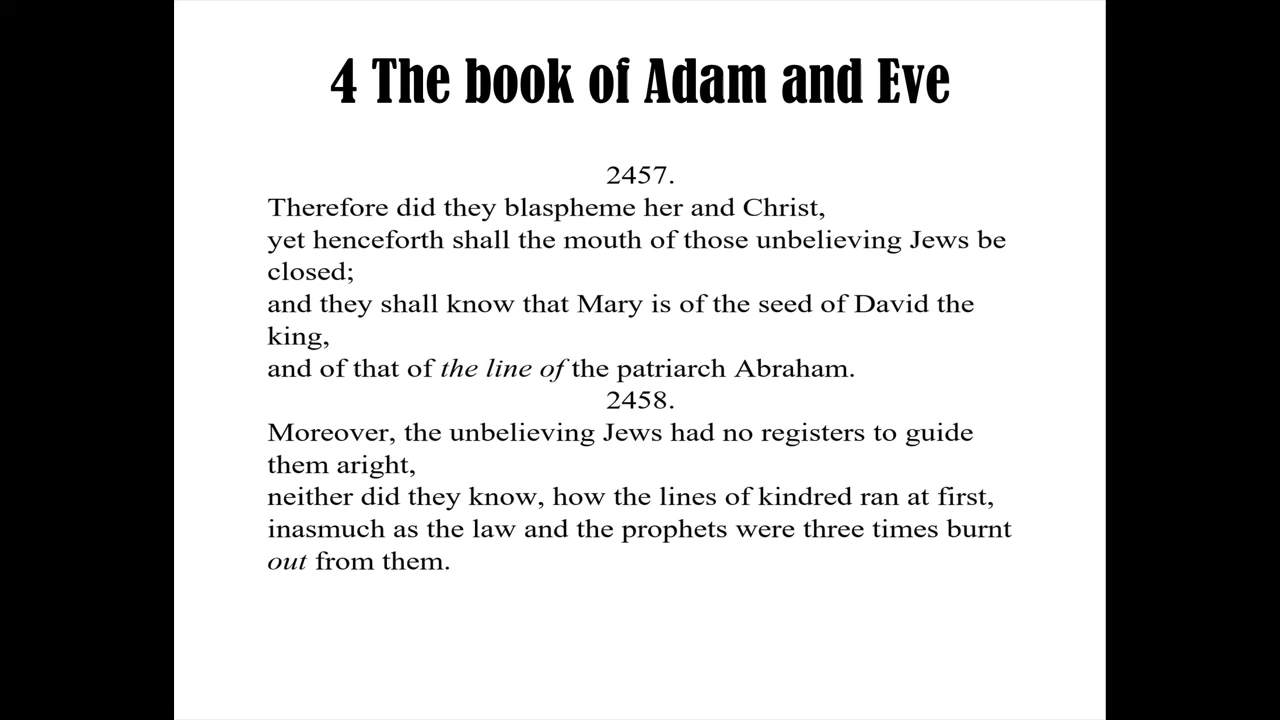 4 The book of Adam and Eve
2457.
Therefore did they blaspheme her and Christ,
yet henceforth shall the mouth of those unbelieving Jews be
closed;
and they shall know that Mary is of the seed of David the
king,
and of that of the line of the patriarch Abraham.
2458.
Moreover, the unbelieving Jews had no registers to guide
them aright,
neither did they know, how the lines of kindred ran at first,
inasmuch as the law and the prophets were three times burnt
out from them.